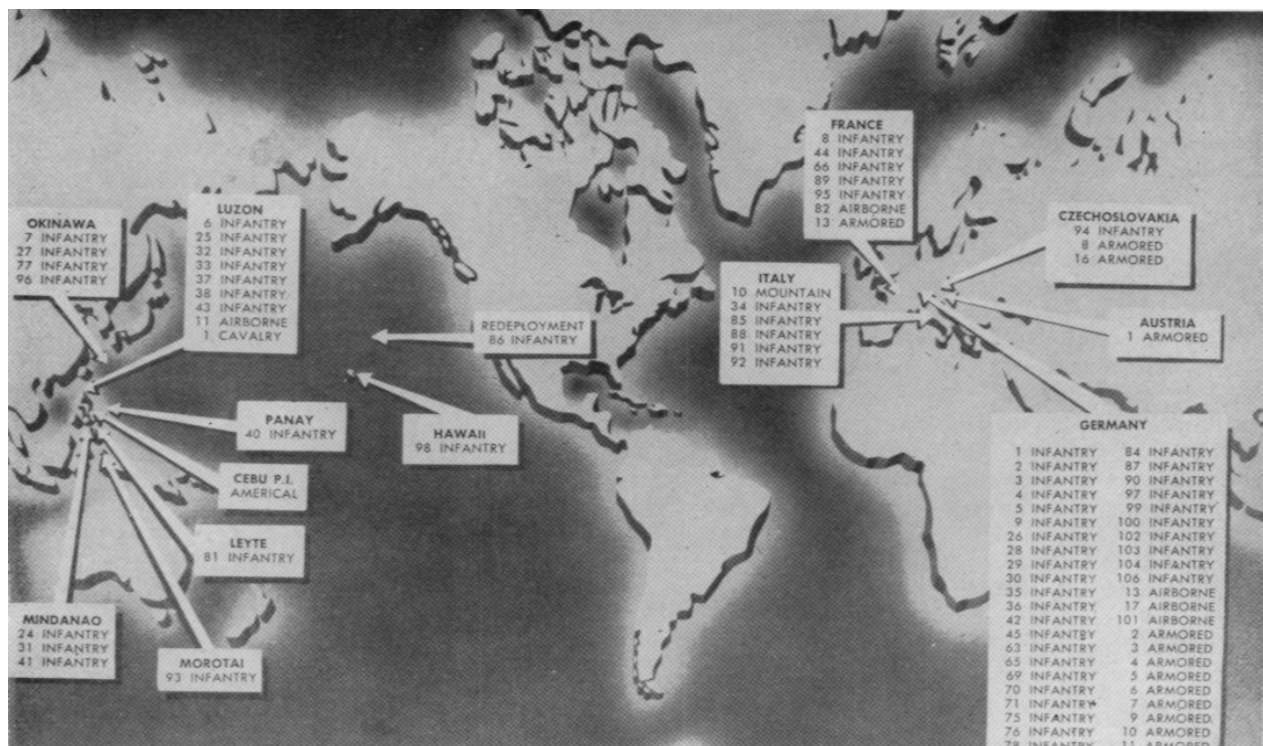 OKINAWA
7 INFANTRY
27 INFANTRY
77 INFANTRY
96 INFANTRY
LUZON
6 INFANTRY
25 INFANTRY
32 INFANTRY
33 INFANTRY
37 INFANTRY
38 INFANTRY
43 INFANTRY
11 AIRBORNE
1 CAVALRY
REDEPLOYMENT
86 INFANTRY
PANAY
40 INFANTRY
HAWAII
98 INFANTRY
CEBU P.I.
AMERICAL
LEYTE
81 INFANTRY
MINDANAO
24 INFANTRY
31 INFANTRY
41 INFANTRY
MOROTAI
93 INFANTRY
FRANCE
8 INFANTRY
44 INFANTRY
66 INFANTRY
89 INFANTRY
95 INFANTRY
82 AIRBORNE
13 ARMORED
ITALY
10 MOUNTAIN
34 INFANTRY
85 INFANTRY
88 INFANTRY
91 INFANTRY
92 INFANTRY
CZECHOSLOVAKIA
94 INFANTRY
8 ARMORED
16 ARMORED
AUSTRIA
1 ARMORED
GERMANY
1 INFANTRY
2 INFANTRY
3 INFANTRY
4 INFANTRY
5 INFANTRY
9 INFANTRY
26 INFANTRY
28 INFANTRY
29 INFANTRY
30 INFANTRY
35 INFANTRY
36 INFANTRY
42 INFANTRY
45 INFANTRY
63 INFANTRY
65 INFANTRY
69 INFANTRY
70 INFANTRY
71 INFANTRY
75 INFANTRY
76 INFANTRY
78 INFANTRY
84 INFANTRY
87 INFANTRY
90 INFANTRY
97 INFANTRY
99 INFANTRY
100 INFANTRY
102 INFANTRY
103 INFANTRY
104 INFANTRY
106 INFANTRY
13 AIRBORNE
17 AIRBORNE
101 AIRBORNE
2 ARMORED
3 ARMORED
4 ARMORED
5 ARMORED
6 ARMORED
7 ARMORED
9 ARMORED
10 ARMORED
11 ARMORED